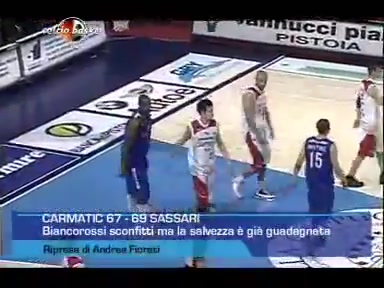 calcio basket
annucci pia
PISTOIA
CARMATIC 67 - 69 SASSARI
Biancorossi sconfitti ma la salvezza è già guadagnata
Ripresa di Andrea Fiorati
15